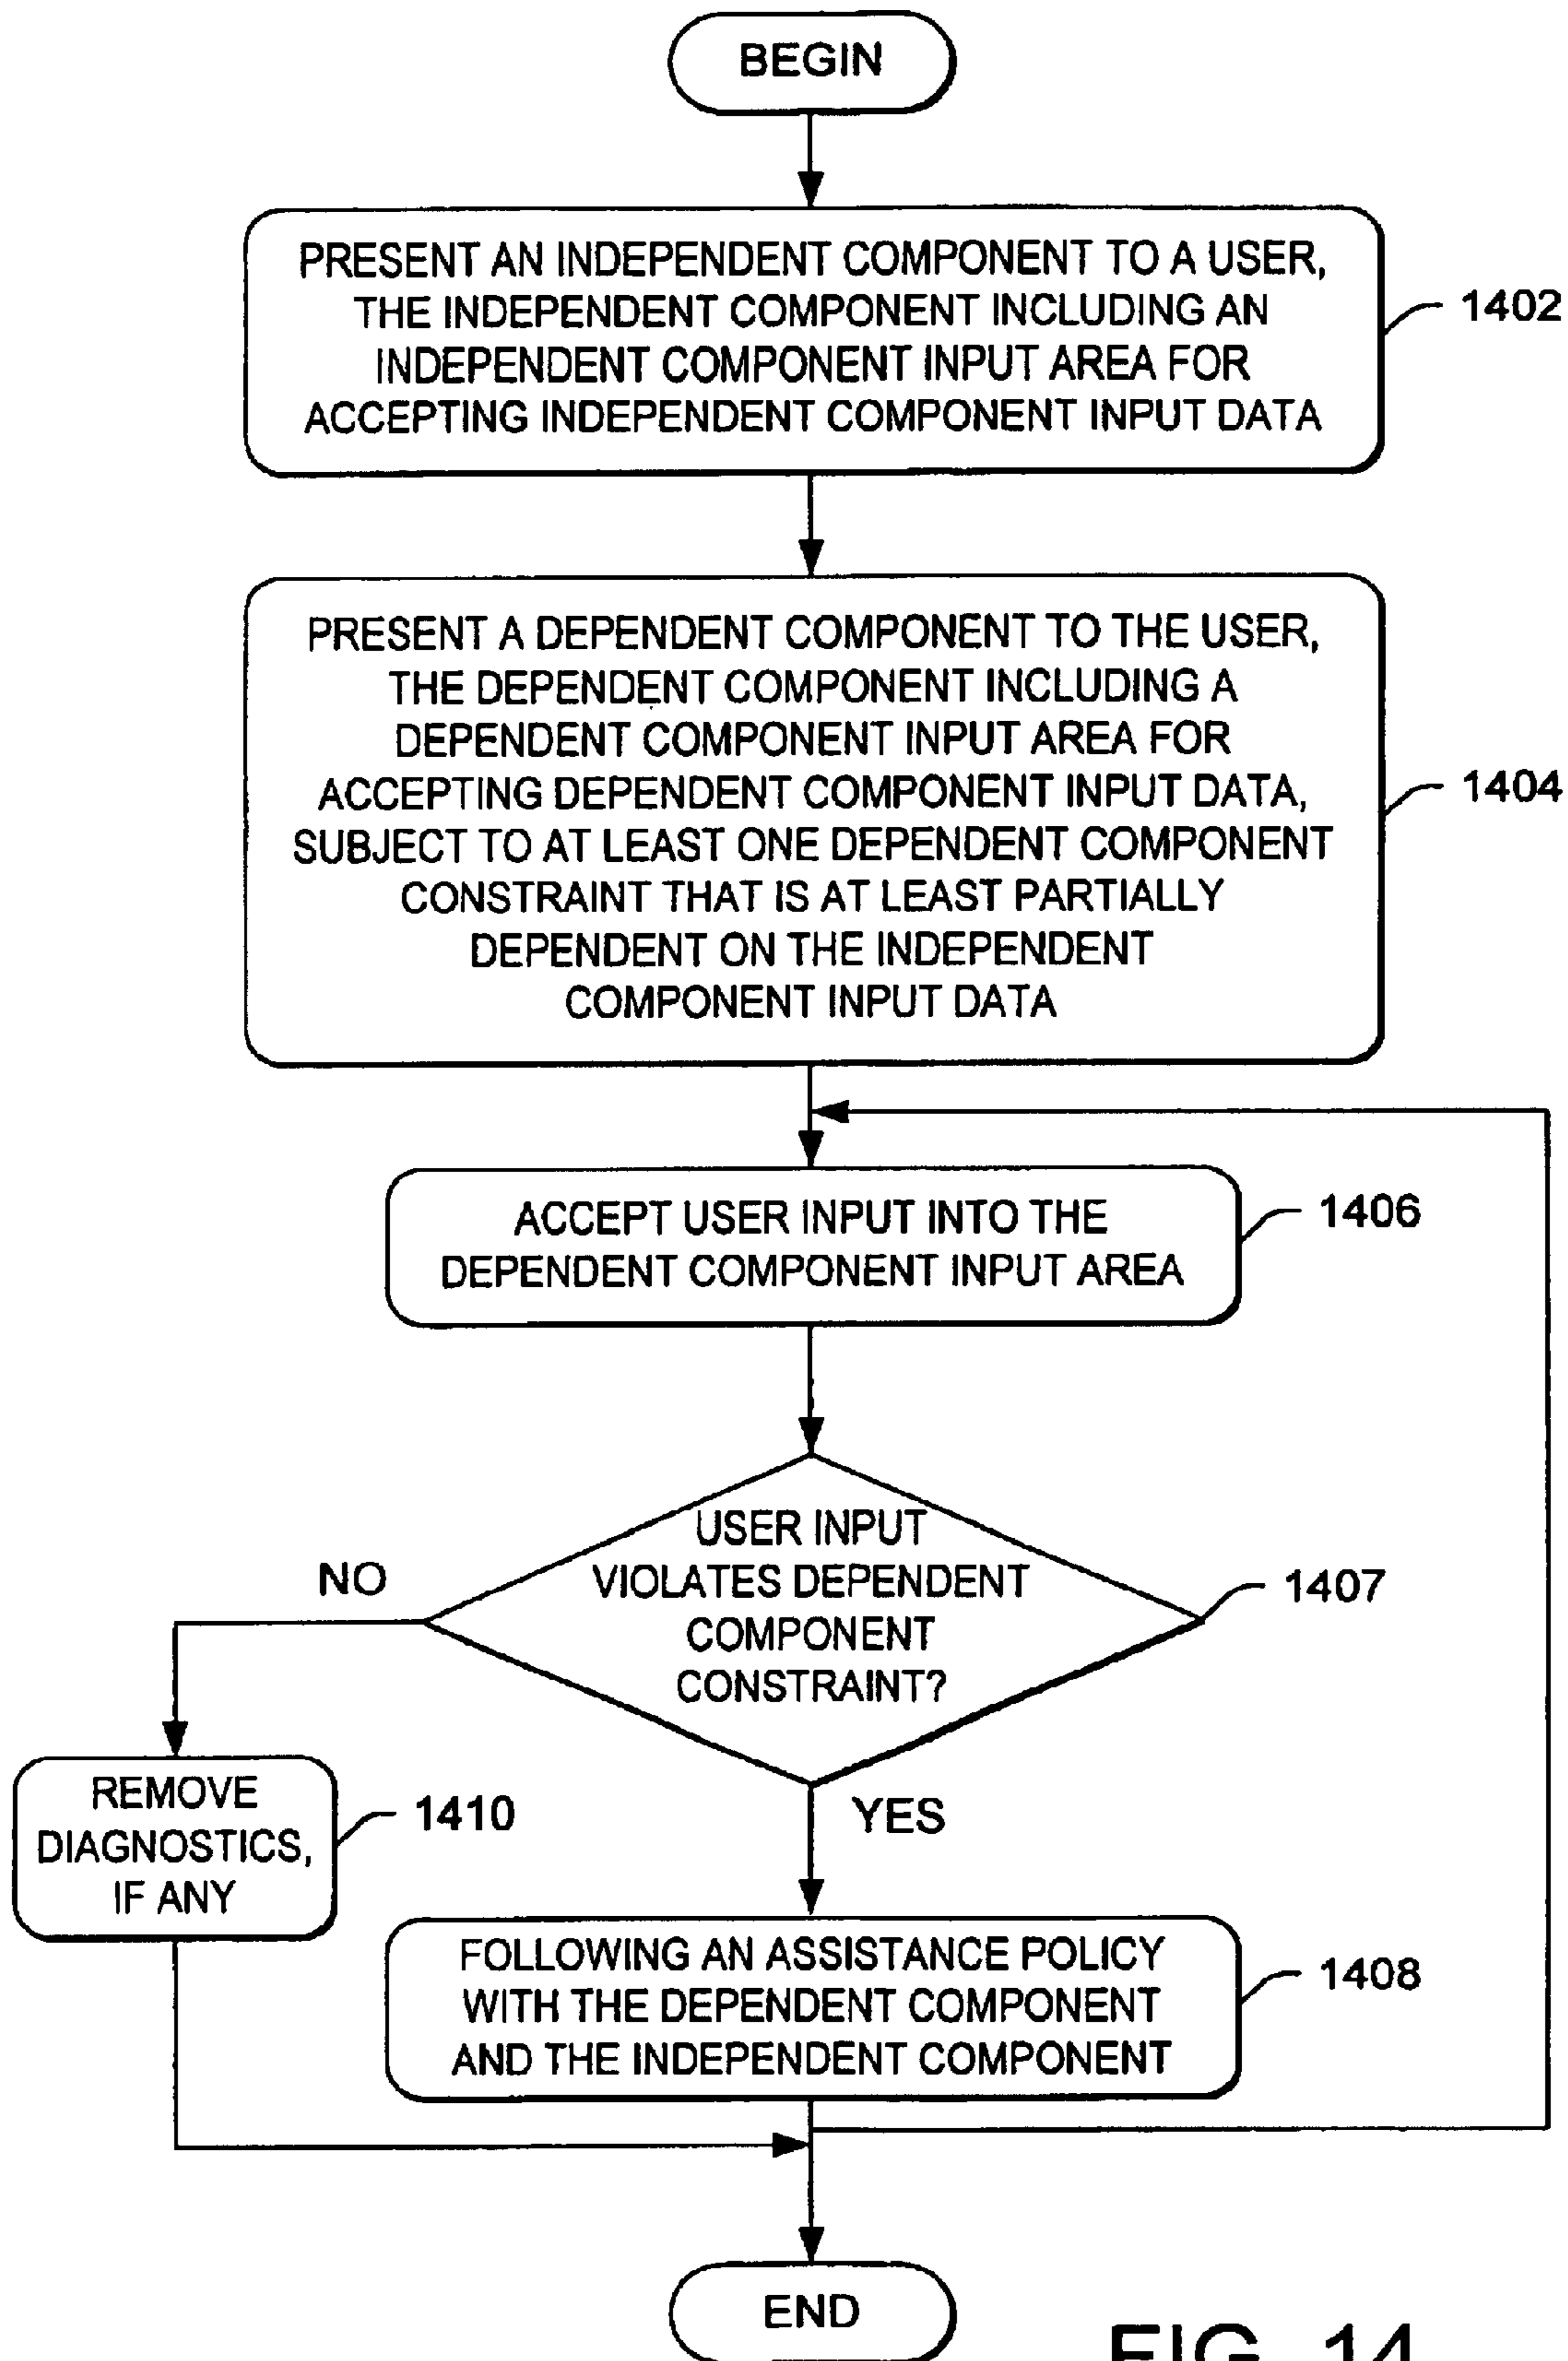 BEGIN
PRESENT AN INDEPENDENT COMPONENT TO A USER,
THE INDEPENDENT COMPONENT INCLUDING AN
INDEPENDENT COMPONENT INPUT AREA FOR
ACCEPTING INDEPENDENT COMPONENT INPUT DATA
1402
PRESENT A DEPENDENT COMPONENT TO THE USER,
THE DEPENDENT COMPONENT INCLUDING A
DEPENDENT COMPONENT INPUT AREA FOR
ACCEPTING DEPENDENT COMPONENT INPUT DATA,
SUBJECT TO AT LEAST ONE DEPENDENT COMPONENT
CONSTRAINT THAT IS AT LEAST PARTIALLY
DEPENDENT ON THE INDEPENDENT
COMPONENT INPUT DATA
1404
ACCEPT USER INPUT INTO THE
DEPENDENT COMPONENT INPUT AREA
1406
USER INPUT
VIOLATES DEPENDENT
COMPONENT
CONSTRAINT?
1407
NO
YES
REMOVE
DIAGNOSTICS,
IF ANY
1410
FOLLOWING AN ASSISTANCE POLICY
WITH THE DEPENDENT COMPONENT
AND THE INDEPENDENT COMPONENT
1408
END
FIG. 14